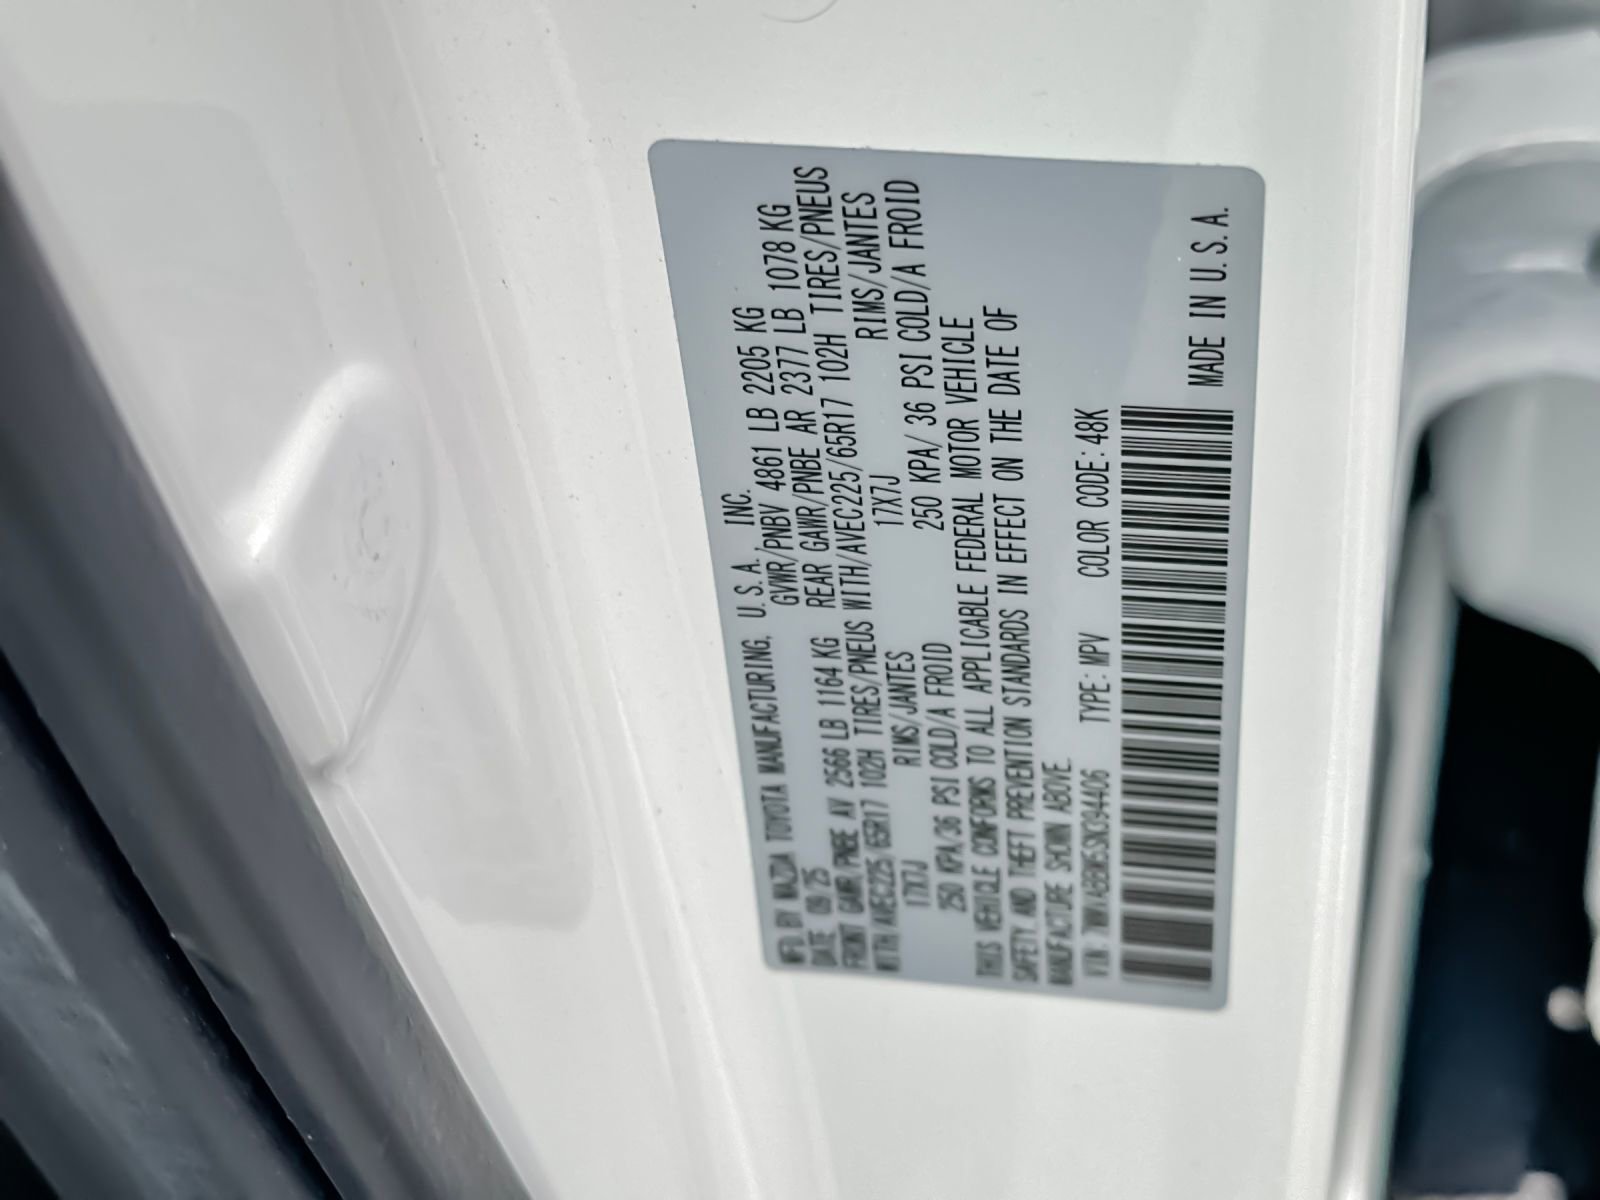 MFD. BY MAZDA TOYOTA MANUFACTURING, U.S.A., INC.
DATE 09/25 GVWR/PNBV 4861 LB 2205 KG
FRONT GAWR/PNBE AV 2566 LB 1164 KG REAR GAWR/PNBE AR 2377 LB 1078 KG
WITH/AVEC225/65R17 102H TIRES/PNEUS WITH/AVEC225/65R17 102H TIRES/PNEUS
17X7J RIMS/JANTES 17X7J RIMS/JANTES
250 KPA/36 PSI COLD/A FROID 250 KPA/ 36 PSI COLD/A FROID
THIS VEHICLE CONFORMS TO ALL APPLICABLE FEDERAL MOTOR VEHICLE
SAFETY AND THEFT PREVENTION STANDARDS IN EFFECT ON THE DATE OF
MANUFACTURE SHOWN ABOVE.
VIN: TYPE: MPV COLOR CODE: 48K
MADE IN U.S.A.